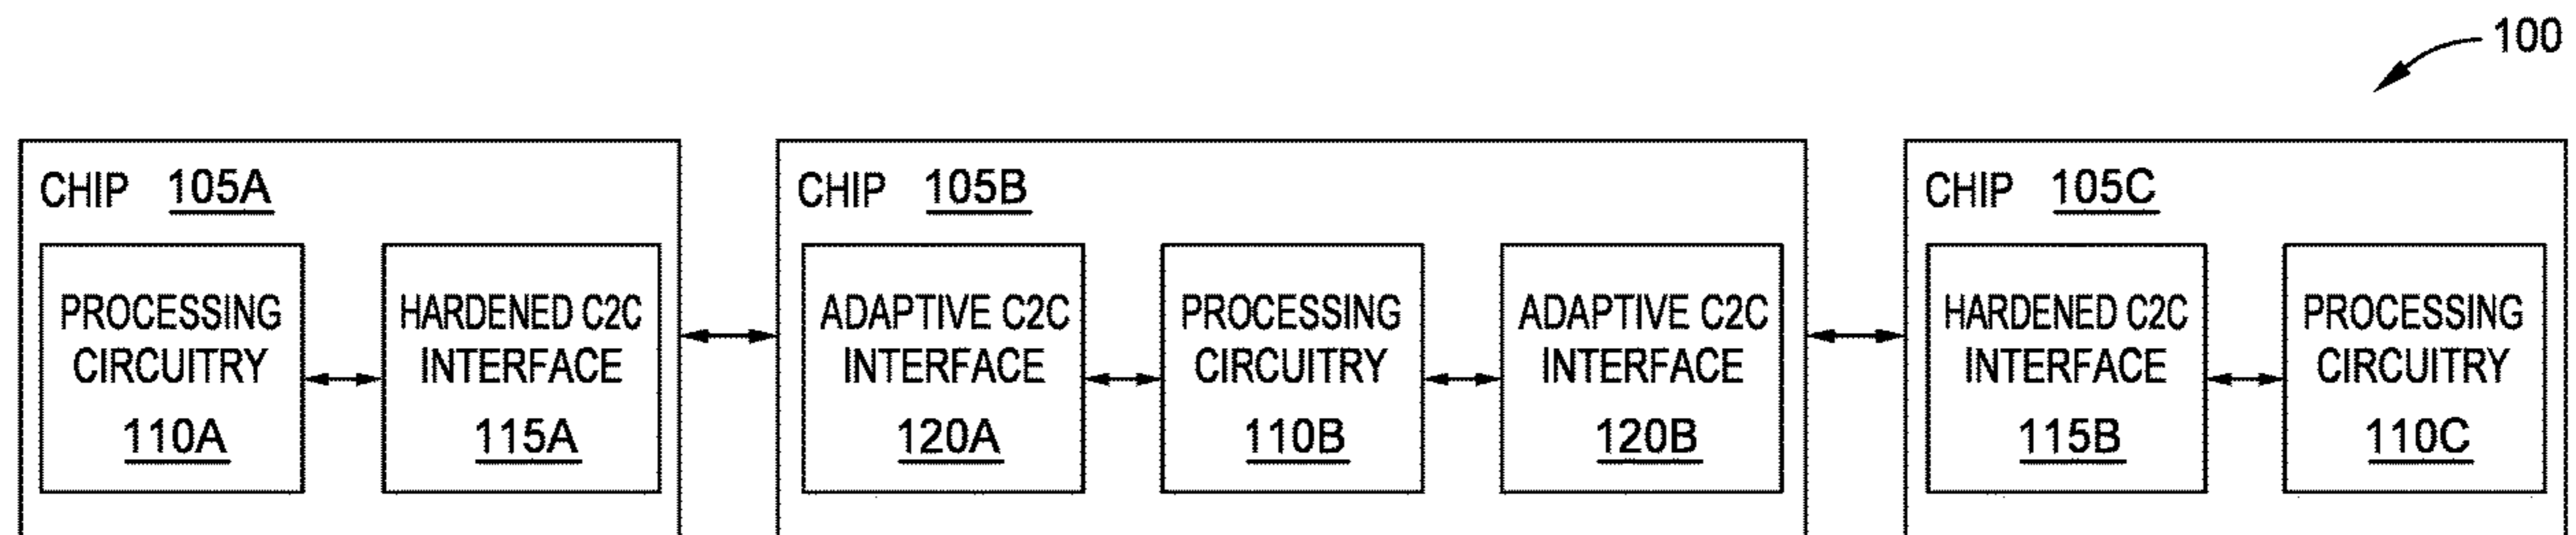 100
CHIP 105A
PROCESSING
CIRCUITRY
110A
HARDENED C2C
INTERFACE
115A
CHIP 105B
ADAPTIVE C2C
INTERFACE
120A
PROCESSING
CIRCUITRY
110B
ADAPTIVE C2C
INTERFACE
120B
CHIP 105C
HARDENED C2C
INTERFACE
115B
PROCESSING
CIRCUITRY
110C